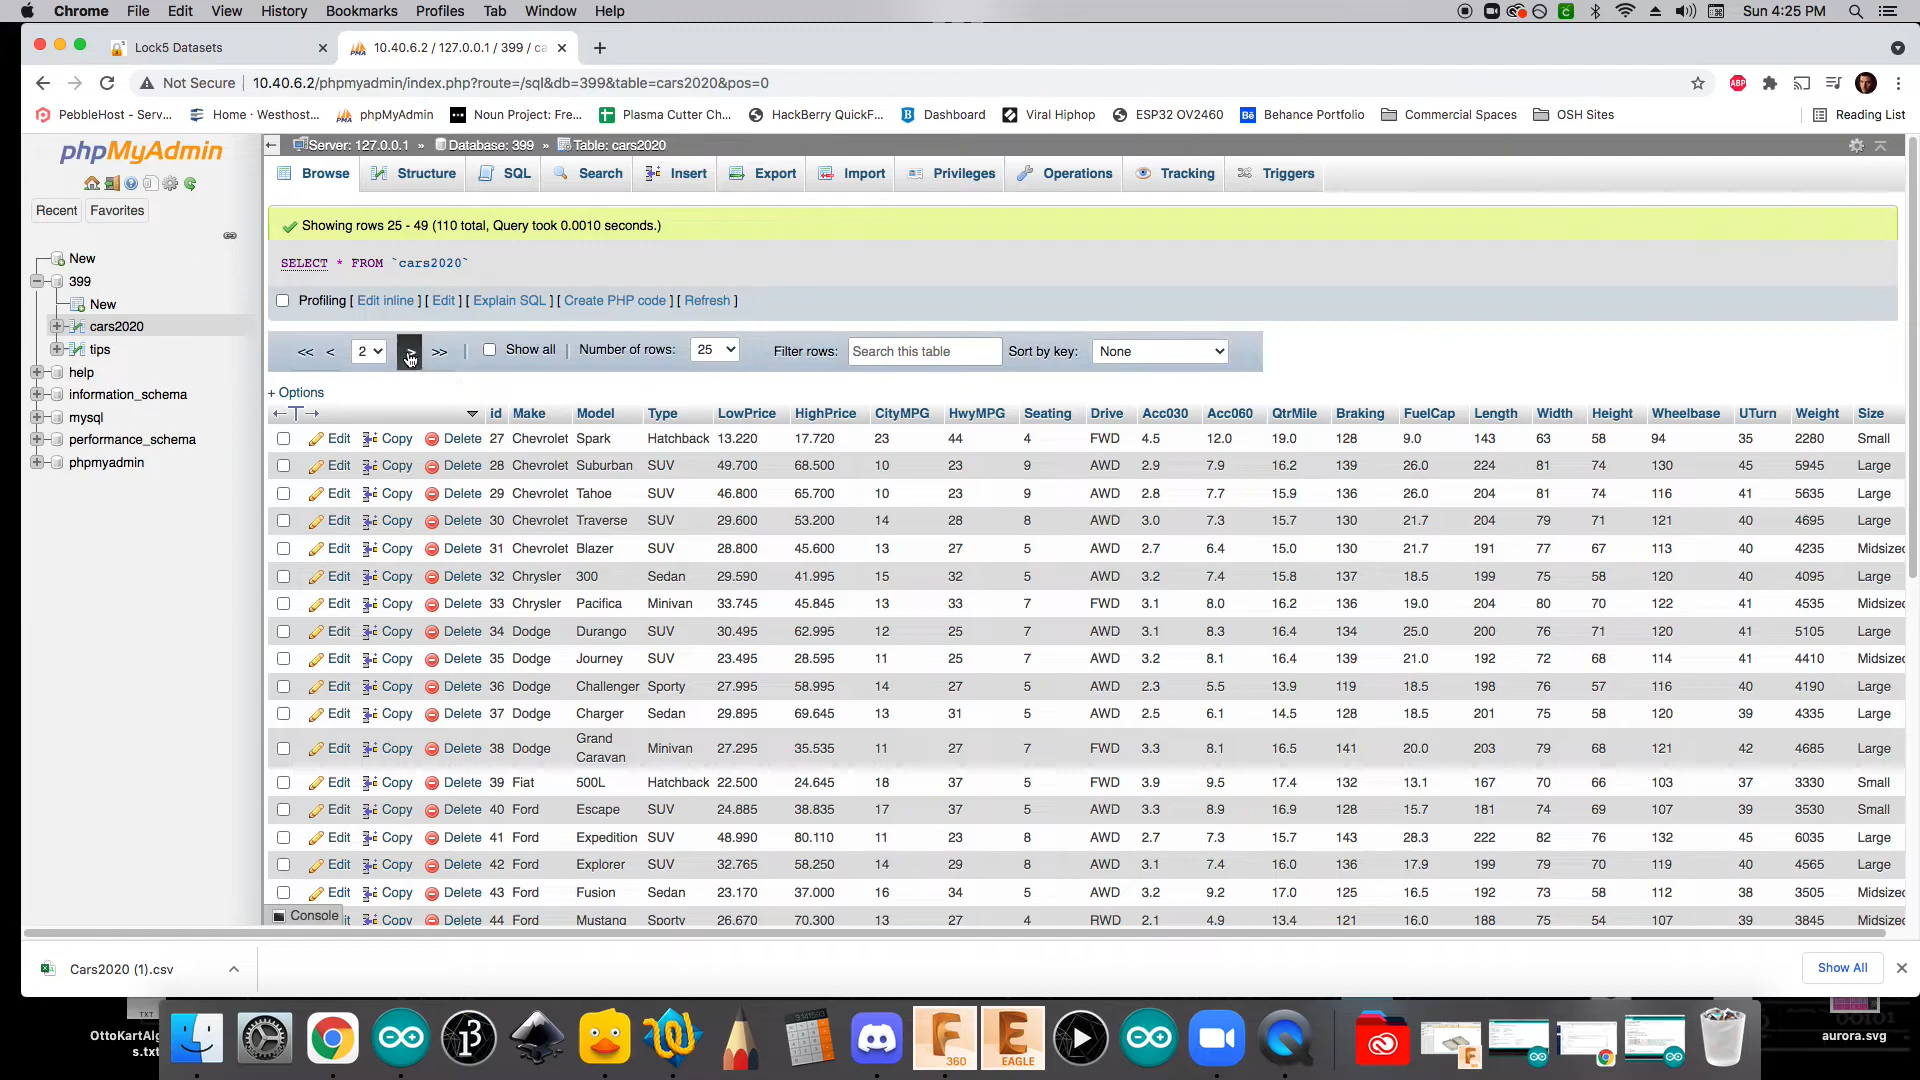 Chrome File Edit View History Bookmarks Profiles Tab Window Help Sun 4:25 PM
Lock5 Datasets 10.40.6.2 / 127.0.0.1 / 399 / ca
Not Secure 10.40.6.2/phpmyadmin/index.php?route=/sql&db=399&table=cars2020&pos=0 ABP
PebbleHost - Serv... Home · Westhost... phpMyAdmin Noun Project: Fre... Plasma Cutter Ch... HackBerry QuickF... Dashboard Viral Hiphop ESP32 OV2460 Behance Portfolio Commercial Spaces OSH Sites Reading List
phpMyAdmin
Recent Favorites
New
399
New
cars2020
tips
help
information_schema
mysql
performance_schema
phpmyadmin
Server: 127.0.0.1 » Database: 399 » Table: cars2020
Browse Structure SQL Search Insert Export Import Privileges Operations Tracking Triggers
Showing rows 25 - 49 (110 total, Query took 0.0010 seconds.)
SELECT * FROM `cars2020`
Profiling [ Edit inline ] [ Edit ] [ Explain SQL ] [ Create PHP code ] [ Refresh ]
<< < 2 > >> | Show all | Number of rows: 25 Filter rows: Search this table Sort by key: None
+ Options
←T→ id Make Model Type LowPrice HighPrice CityMPG HwyMPG Seating Drive Acc030 Acc060 QtrMile Braking FuelCap Length Width Height Wheelbase UTurn Weight Size
Edit Copy Delete 27 Chevrolet Spark Hatchback 13.220 17.720 23 44 4 FWD 4.5 12.0 19.0 128 9.0 143 63 58 94 35 2280 Small
Edit Copy Delete 28 Chevrolet Suburban SUV 49.700 68.500 10 23 9 AWD 2.9 7.9 16.2 139 26.0 224 81 74 130 45 5945 Large
Edit Copy Delete 29 Chevrolet Tahoe SUV 46.800 65.700 10 23 9 AWD 2.8 7.7 15.9 136 26.0 204 81 74 116 41 5635 Large
Edit Copy Delete 30 Chevrolet Traverse SUV 29.600 53.200 14 28 8 AWD 3.0 7.3 15.7 130 21.7 204 79 71 121 40 4695 Large
Edit Copy Delete 31 Chevrolet Blazer SUV 28.800 45.600 13 27 5 AWD 2.7 6.4 15.0 130 21.7 191 77 67 113 40 4235 Midsized
Edit Copy Delete 32 Chrysler 300 Sedan 29.590 41.995 15 32 5 AWD 3.2 7.4 15.8 137 18.5 199 75 58 120 40 4095 Large
Edit Copy Delete 33 Chrysler Pacifica Minivan 33.745 45.845 13 33 7 FWD 3.1 8.0 16.2 136 19.0 204 80 70 122 41 4535 Midsized
Edit Copy Delete 34 Dodge Durango SUV 30.495 62.995 12 25 7 AWD 3.1 8.3 16.4 134 25.0 200 76 71 120 41 5105 Large
Edit Copy Delete 35 Dodge Journey SUV 23.495 28.595 11 25 7 AWD 3.2 8.1 16.4 139 21.0 192 72 68 114 41 4410 Midsized
Edit Copy Delete 36 Dodge Challenger Sporty 27.995 58.995 14 27 5 AWD 2.3 5.5 13.9 119 18.5 198 76 57 116 40 4190 Large
Edit Copy Delete 37 Dodge Charger Sedan 29.895 69.645 13 31 5 AWD 2.5 6.1 14.5 128 18.5 201 75 58 120 39 4335 Large
Edit Copy Delete 38 Dodge Grand Caravan Minivan 27.295 35.535 11 27 7 FWD 3.3 8.1 16.5 141 20.0 203 79 68 121 42 4685 Large
Edit Copy Delete 39 Fiat 500L Hatchback 22.500 24.645 18 37 5 FWD 3.9 9.5 17.4 132 13.1 167 70 66 103 37 3330 Small
Edit Copy Delete 40 Ford Escape SUV 24.885 38.835 17 37 5 AWD 3.3 8.9 16.9 128 15.7 181 74 69 107 39 3530 Small
Edit Copy Delete 41 Ford Expedition SUV 48.990 80.110 11 23 8 AWD 2.7 7.3 15.7 143 28.3 222 82 76 132 45 6035 Large
Edit Copy Delete 42 Ford Explorer SUV 32.765 58.250 14 29 8 AWD 3.1 7.4 16.0 136 17.9 199 79 70 119 40 4565 Large
Edit Copy Delete 43 Ford Fusion Sedan 23.170 37.000 16 34 5 AWD 3.2 9.2 17.0 125 16.5 192 73 58 112 38 3505 Midsized
Copy Delete 44 Ford Mustang Sporty 26.670 70.300 13 27 4 RWD 2.1 4.9 13.4 121 16.0 188 75 54 107 39 3845 Midsized
Console
Cars2020 (1).csv Show All
TXT
OttoKartAlg
s.txt
3.141593
360
EAGLE
aurora.svg